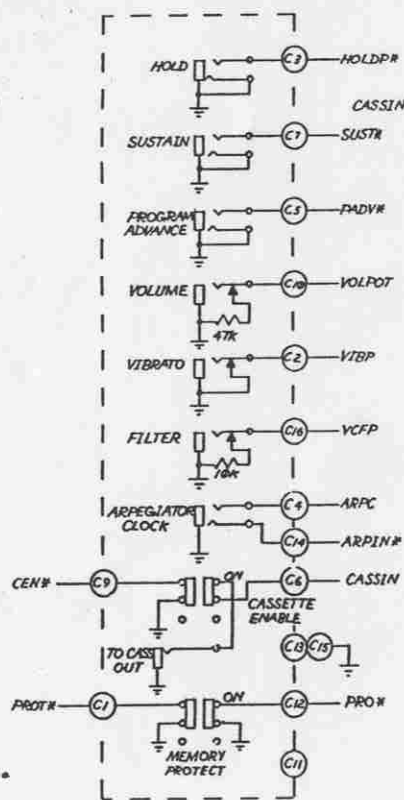 HOLD
C3
HOLDP*
CASSIN
SUSTAIN
C7
SUST*
PROGRAM
ADVANCE
C5
PADV*
VOLUME
C10
VOLPOT
47K
VIBRATO
C2
VIBP
FILTER
C16
VCFP
10K
ARPEGIATOR
CLOCK
C4
ARPC
C14
ARPIN*
CEN*
C9
ON
C6
CASSIN
CASSETTE
ENABLE
TO CASS
OUT
C13
C15
PROT*
C1
ON
C12
PRO*
MEMORY
PROTECT
C11